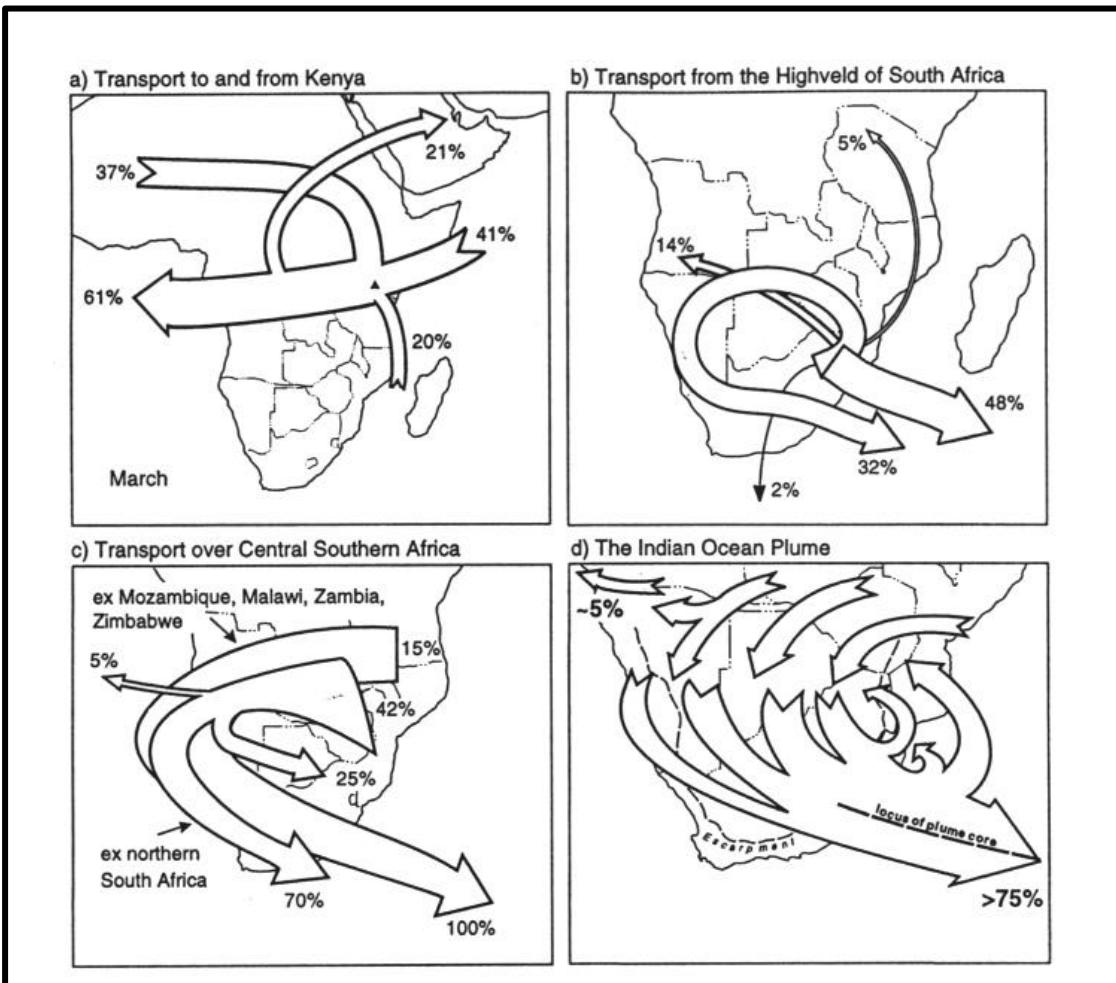 a) Transport to and from Kenya
37%
21%
41%
61%
20%
March
b) Transport from the Highveld of South Africa
5%
14%
48%
32%
2%
c) Transport over Central Southern Africa
ex Mozambique, Malawi, Zambia,
Zimbabwe
5%
15%
42%
25%
ex northern
South Africa
70%
100%
d) The Indian Ocean Plume
~5%
locus of plume core
Escarpment
>75%